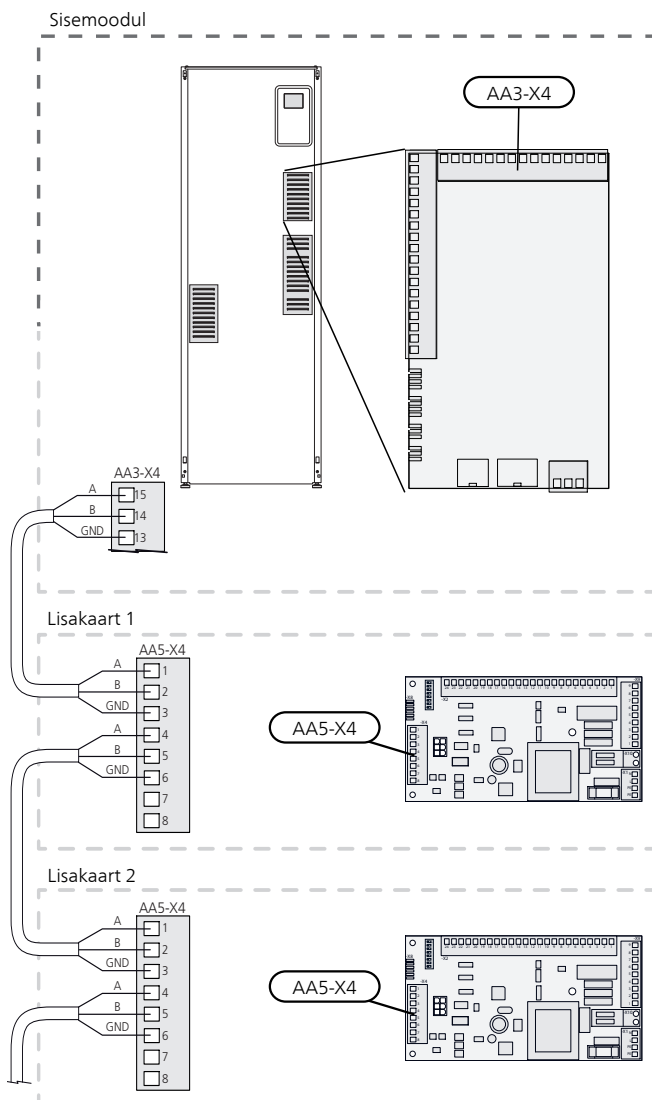 Sisemoodul
AA3-X4
AA3-X4
A
15
B
14
GND
13
Lisakaart 1
AA5-X4
A
1
B
2
GND
3
A
4
B
5
GND
6
7
8
AA5-X4
Lisakaart 2
AA5-X4
A
1
B
2
GND
3
A
4
B
5
GND
6
7
8
AA5-X4